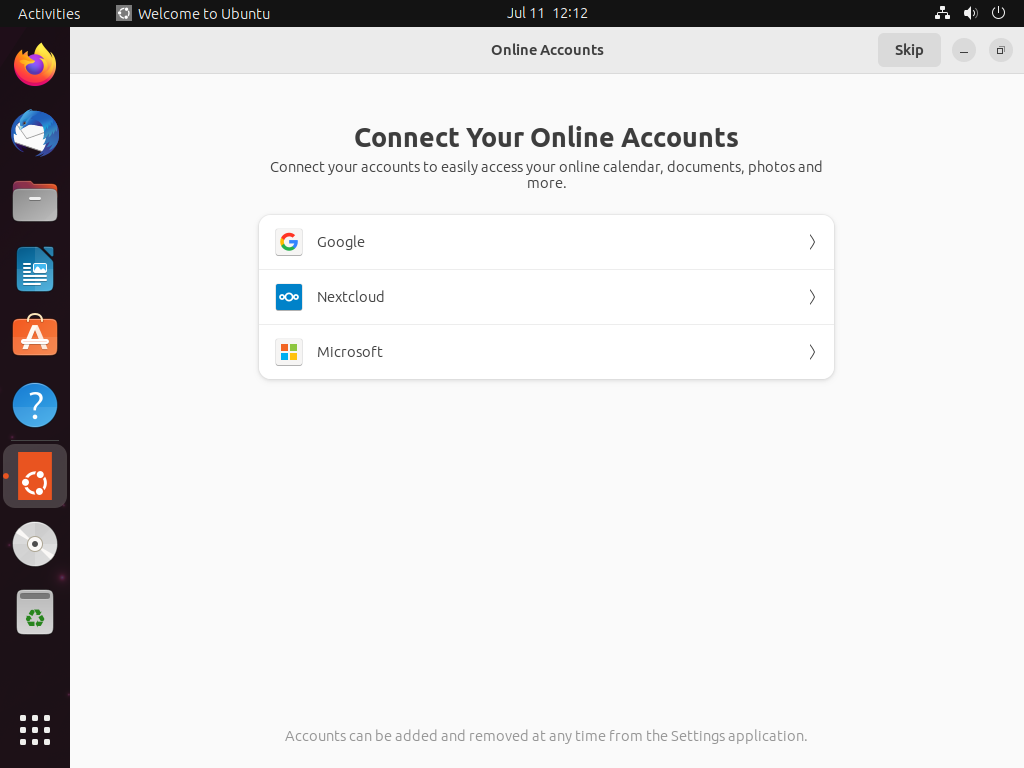 Activities
Welcome to Ubuntu
Jul 11 12:12
Online Accounts
Skip
Connect Your Online Accounts
Connect your accounts to easily access your online calendar, documents, photos and
more.
Google
Nextcloud
Microsoft
Accounts can be added and removed at any time from the Settings application.